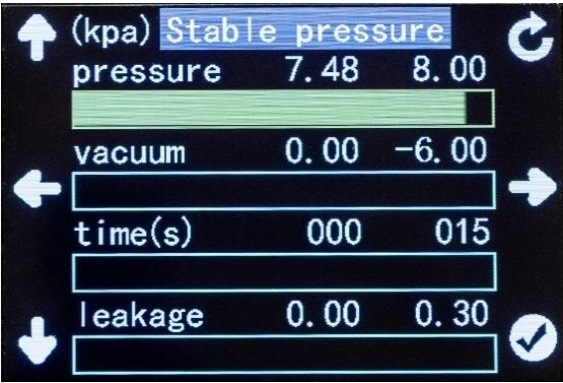 (kpa) Stable pressure
pressure 7.48 8.00
vacuum 0.00 -6.00
time(s) 000 015
leakage 0.00 0.30